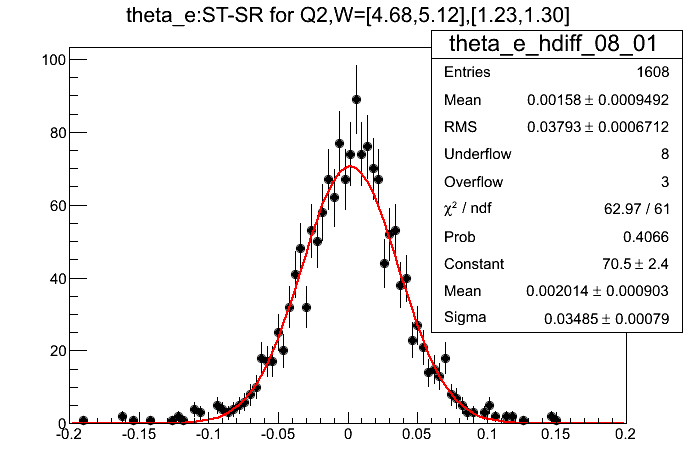 theta_e:ST-SR for Q2,W=[4.68,5.12],[1.23,1.30]
theta_e_hdiff_08_01
Entries 1608
Mean 0.00158 ± 0.0009492
RMS 0.03793 ± 0.0006712
Underflow 8
Overflow 3
χ² / ndf 62.97 / 61
Prob 0.4066
Constant 70.5 ± 2.4
Mean 0.002014 ± 0.000903
Sigma 0.03485 ± 0.00079
100
80
60
40
20
0
-0.2 -0.15 -0.1 -0.05 0 0.05 0.1 0.15 0.2